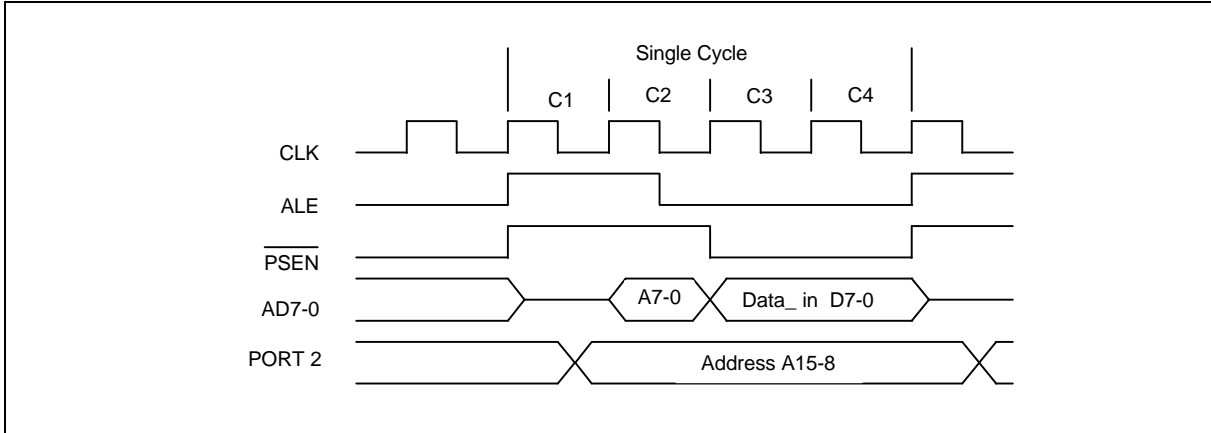 Single Cycle
C1 C2 C3 C4
CLK
ALE
PSEN
AD7-0 A7-0 Data_ in D7-0
PORT 2 Address A15-8